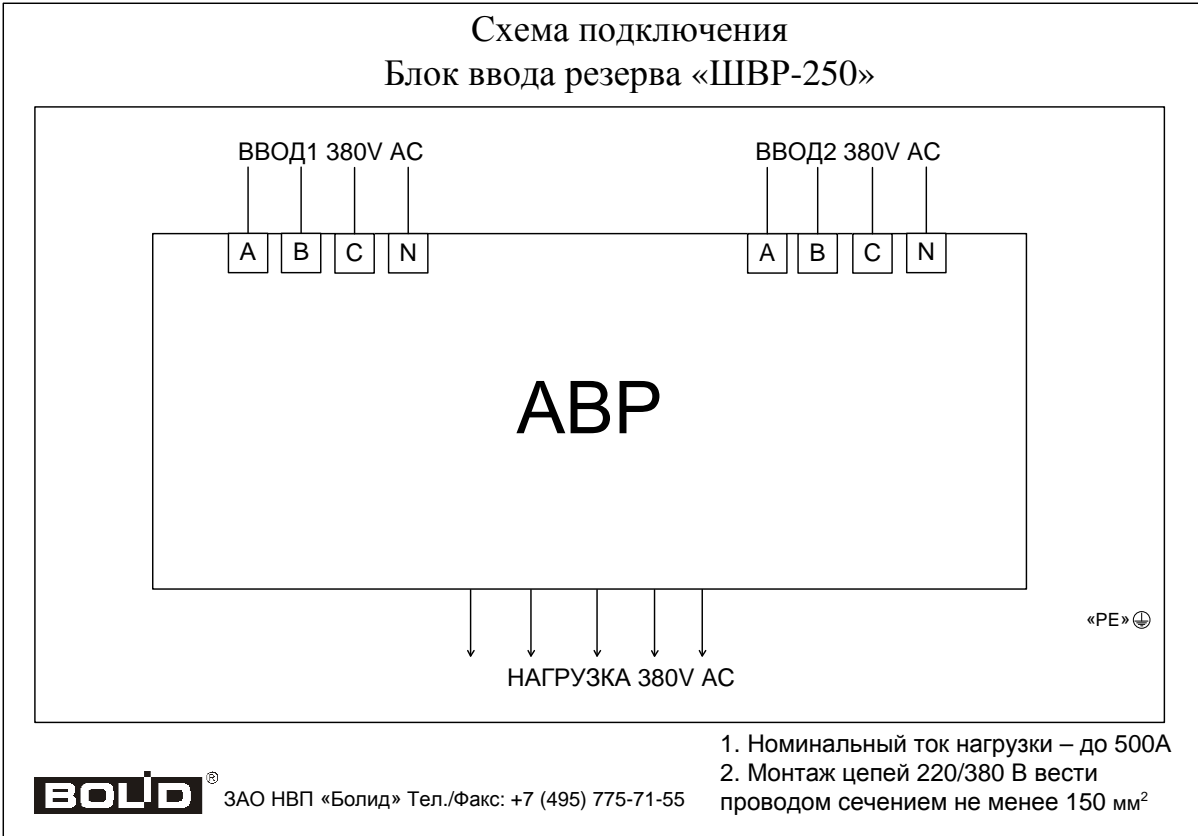 Схема подключения
Блок ввода резерва «ШВР-250»
ВВОД1 380V AC
ВВОД2 380V AC
A B C N
A B C N
АВР
«PE»
НАГРУЗКА 380V AC
1. Номинальный ток нагрузки – до 500А
2. Монтаж цепей 220/380 В вести
проводом сечением не менее 150 мм²
BOLID® ЗАО НВП «Болид» Тел./Факс: +7 (495) 775-71-55